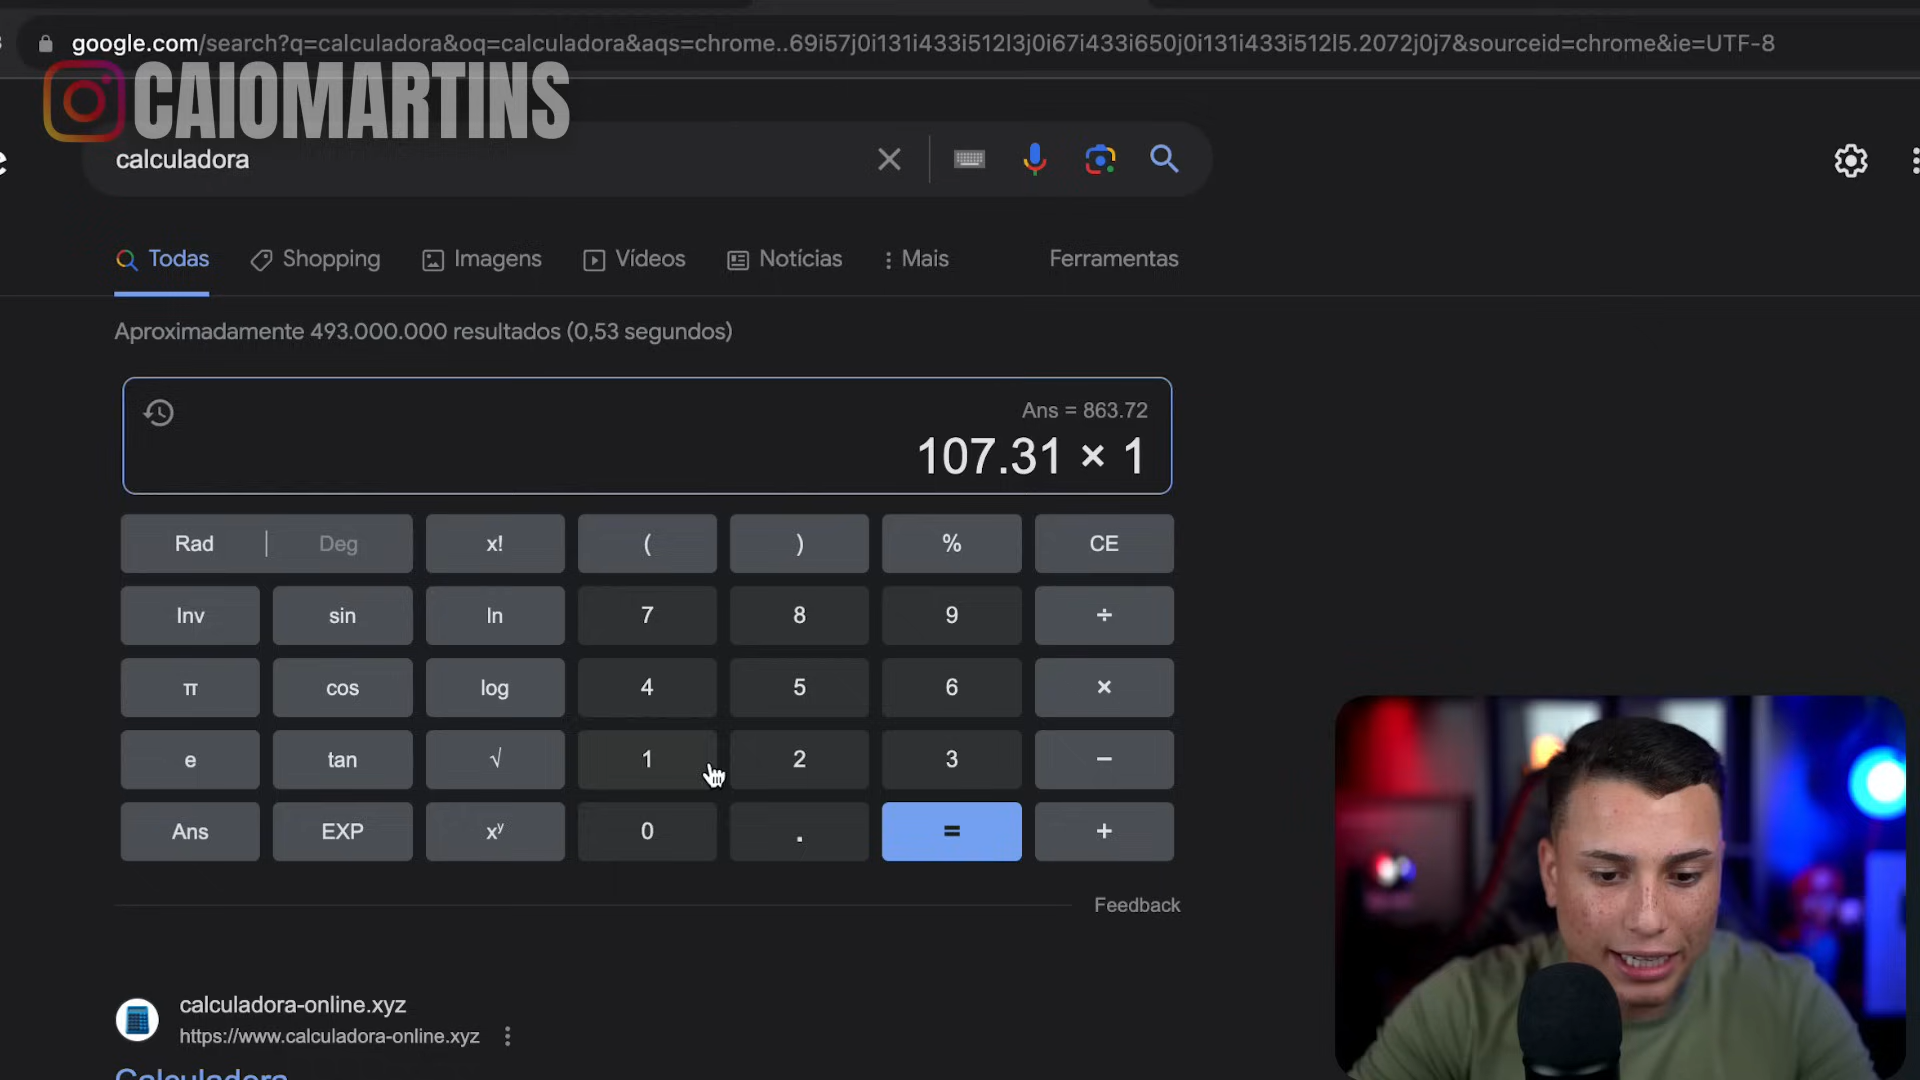 google.com/search?q=calculadora&oq=calculadora&aqs=chrome..69i57j0i131i433i512l3j0i67i433i650j0i131i433i512l5.2072j0j7&sourceid=chrome&ie=UTF-8
CAIOMARTINS
calculadora
Todas Shopping Imagens Vídeos Notícias Mais Ferramentas
Aproximadamente 493.000.000 resultados (0,53 segundos)
Ans = 863.72
107.31 × 1
Rad | Deg x! ( ) % CE
Inv sin ln 7 8 9 ÷
π cos log 4 5 6 ×
e tan √ 1 2 3 −
Ans EXP xʸ 0 . = +
Feedback
calculadora-online.xyz
https://www.calculadora-online.xyz
Calculadora